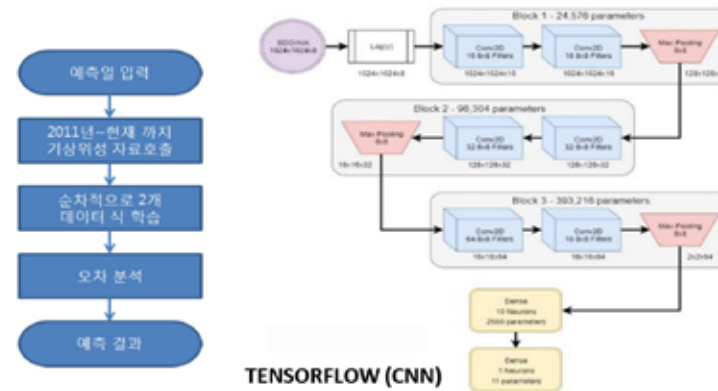 예측일 입력
2011년~현재 까지
기상위성 자료호출
순차적으로 2개
데이터 식 학습
오차 분석
예측 결과
1024x1024x8
Log(y)
1024x1024x8
Block 1 - 24,576 parameters
Conv2D
16 8x8 Filters
1024x1024x16
Conv2D
16 8x8 Filters
1024x1024x16
Max Pooling
8x8
Block 2 - 98,304 parameters
Max Pooling
8x8
16x16x32
Conv2D
32 8x8 Filters
128x128x32
Conv2D
32 8x8 Filters
128x128x32
Block 3 - 393,216 parameters
Conv2D
64 8x8 Filters
16x16x64
Conv2D
8x8 Filters
16x16x64
Max Pooling
8x8
2x2x64
Dense
10 Neurons
2560 parameters
Dense
1 Neurons
11 parameters
TENSORFLOW (CNN)